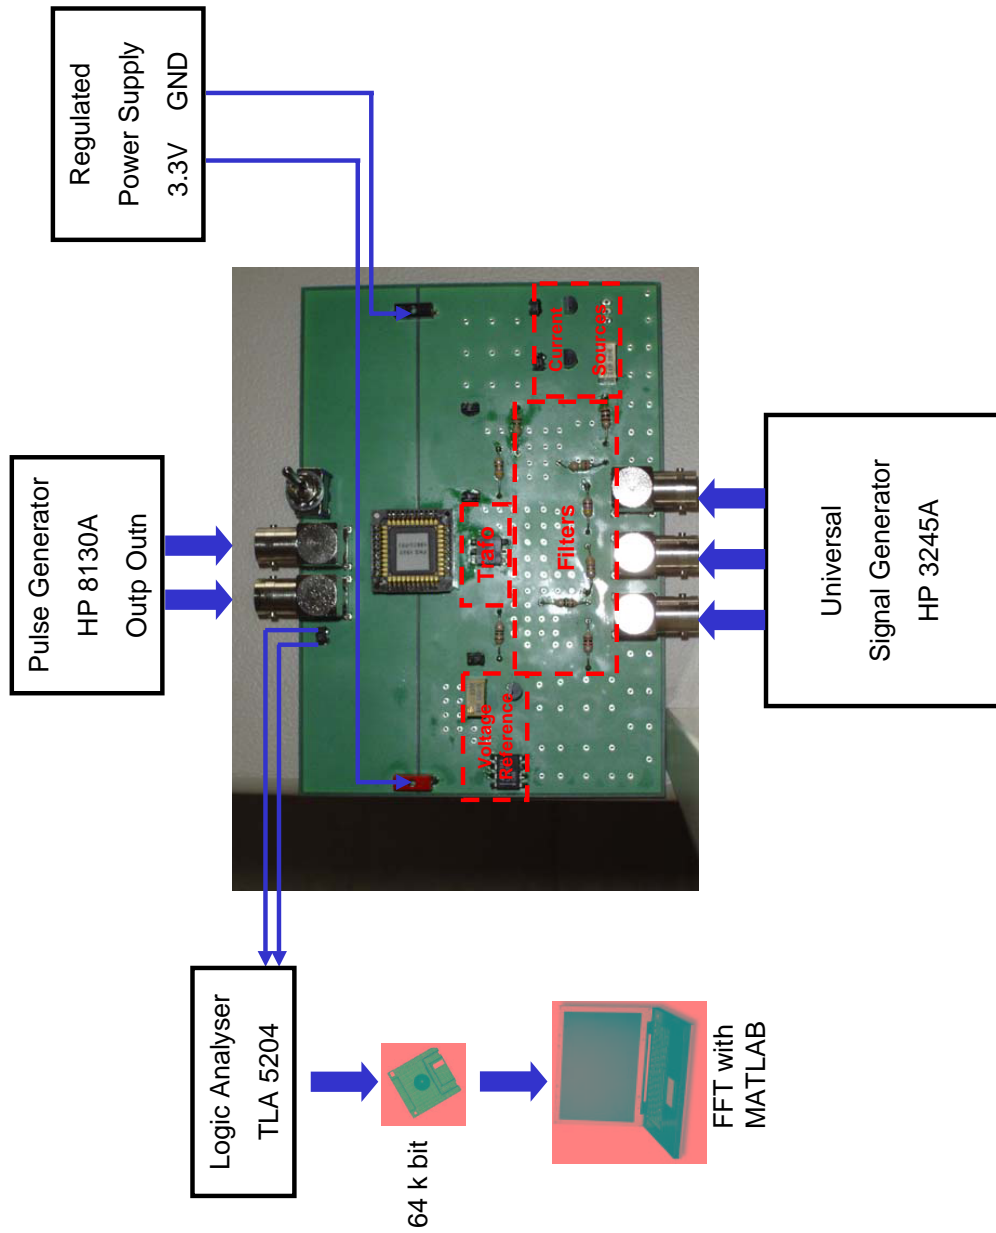 Regulated
Power Supply
3.3V GND
Pulse Generator
HP 8130A
Outp Outn
Current
Sources
Trafo
Filters
Voltage
Reference
Universal
Signal Generator
HP 3245A
Logic Analyser
TLA 5204
64 k bit
FFT with
MATLAB